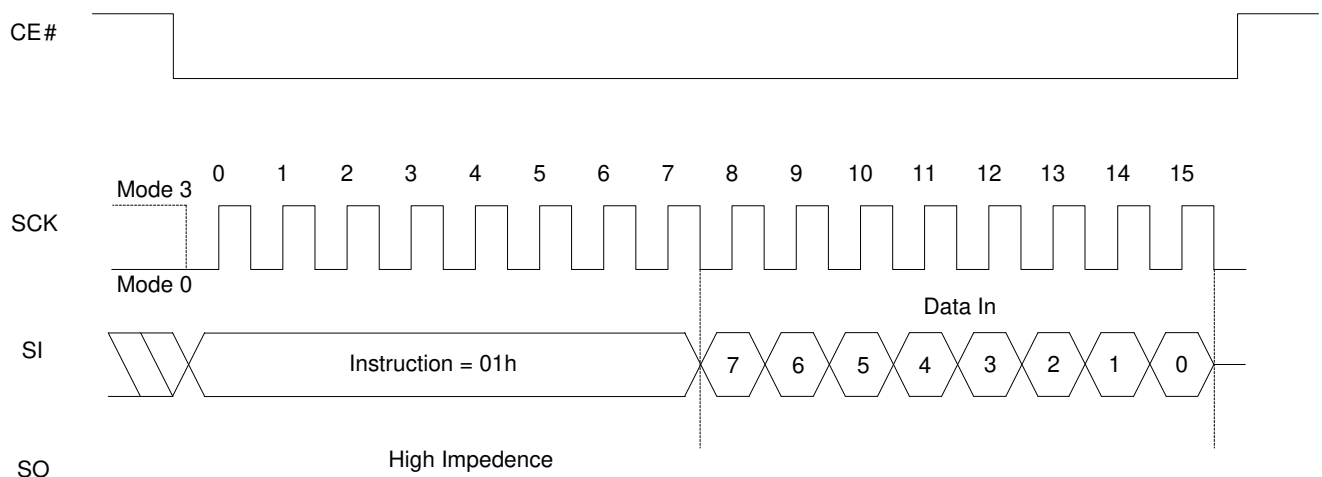 CE#
0 1 2 3 4 5 6 7 8 9 10 11 12 13 14 15
Mode 3
SCK
Mode 0
Data In
SI
Instruction = 01h
7 6 5 4 3 2 1 0
High Impedence
SO